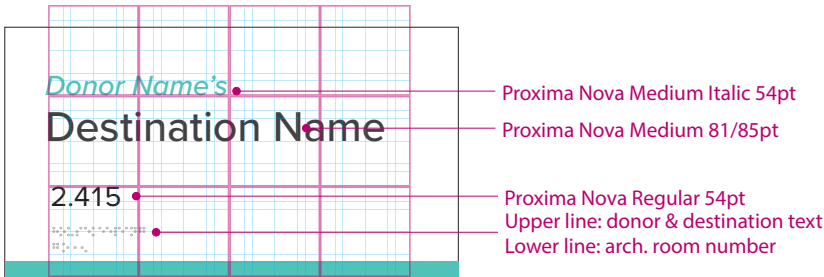 Donor Name's
Proxima Nova Medium Italic 54pt
Destination Name
Proxima Nova Medium 81/85pt
2.415
Proxima Nova Regular 54pt
Upper line: donor & destination text
Lower line: arch. room number